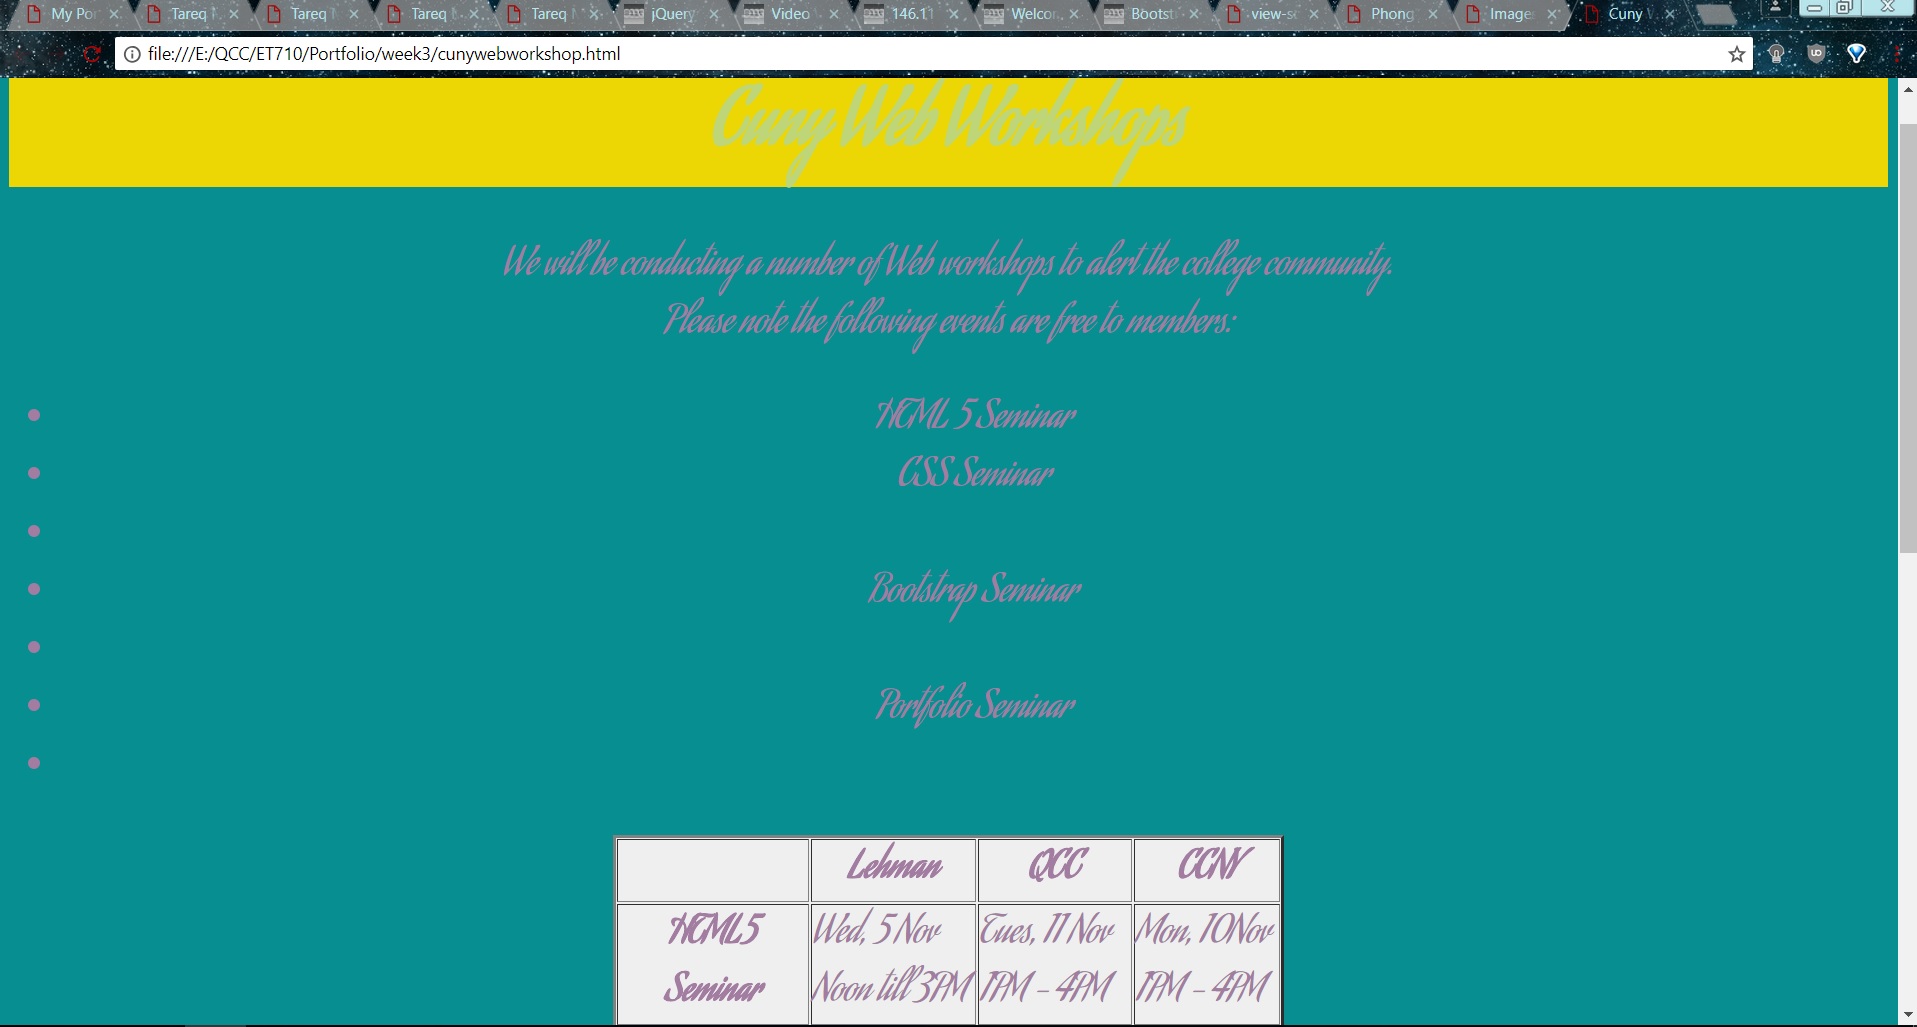 My Po
Tareq
Tareq
Tareq
Tareq
jQuery
Video
146.11
Welcor
Bootst
view-so
Phong
Image
Cuny
file:///E:/QCC/ET710/Portfolio/week3/cunywebworkshop.html
Cuny Web Workshops
We will be conducting a number of Web workshops to alert the college community.
Please note the following events are free to members:
HTML 5 Seminar
CSS Seminar
Bootstrap Seminar
Portfolio Seminar
Lehman QCC CCNY
HTML5 Wed, 5 Nov Tues, 11 Nov Mon, 10Nov
Seminar Noon till 3PM 1PM - 4PM 1PM - 4PM